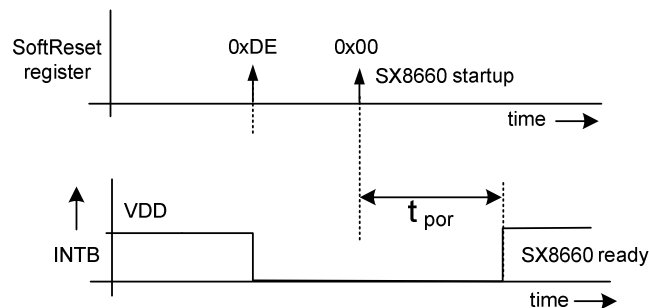 SoftReset
register
0xDE
0x00
SX8660 startup
time
VDD
INTB
t por
SX8660 ready
time